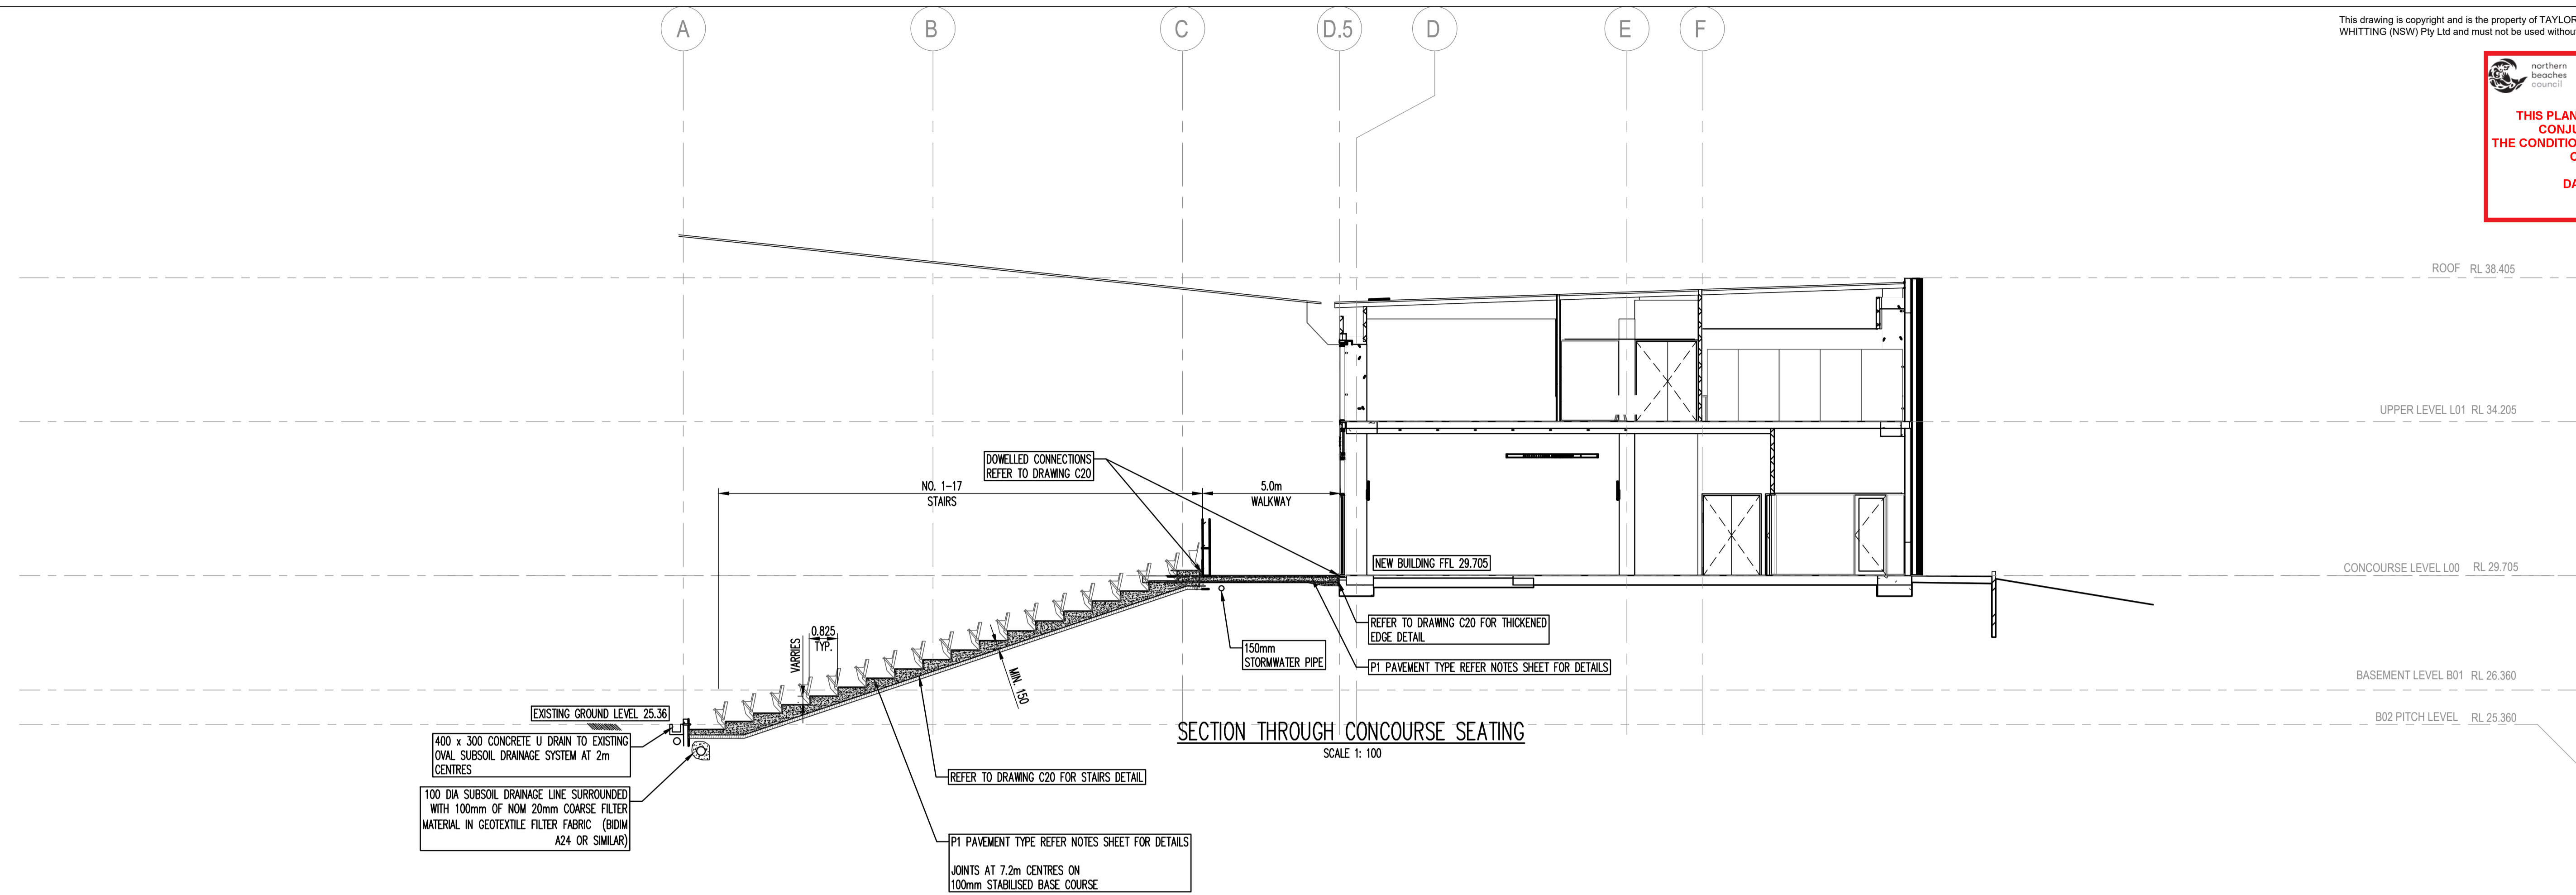 A
B
C
D.5
D
E
F
This drawing is copyright and is the property of TAYLOR
WHITTING (NSW) Pty Ltd and must not be used withou
northern
beaches
council
THIS PLAN
CONJU
THE CONDITIO
C
DA
ROOF RL 38.405
UPPER LEVEL L01 RL 34.205
DOWELLED CONNECTIONS
REFER TO DRAWING C20
NO. 1-17
STAIRS
5.0m
WALKWAY
NEW BUILDING FFL 29.705
CONCOURSE LEVEL L00 RL 29.705
REFER TO DRAWING C20 FOR THICKENED
EDGE DETAIL
0.825
TYP.
VARRIES
150mm
STORMWATER PIPE
P1 PAVEMENT TYPE REFER NOTES SHEET FOR DETAILS
MIN. 150
BASEMENT LEVEL B01 RL 26.360
EXISTING GROUND LEVEL 25.36
B02 PITCH LEVEL RL 25.360
SECTION THROUGH CONCOURSE SEATING
SCALE 1: 100
400 x 300 CONCRETE U DRAIN TO EXISTING
OVAL SUBSOIL DRAINAGE SYSTEM AT 2m
CENTRES
REFER TO DRAWING C20 FOR STAIRS DETAIL
100 DIA SUBSOIL DRAINAGE LINE SURROUNDED
WITH 100mm OF NOM 20mm COARSE FILTER
MATERIAL IN GEOTEXTILE FILTER FABRIC (BIDIM
A24 OR SIMILAR)
P1 PAVEMENT TYPE REFER NOTES SHEET FOR DETAILS
JOINTS AT 7.2m CENTRES ON
100mm STABILISED BASE COURSE